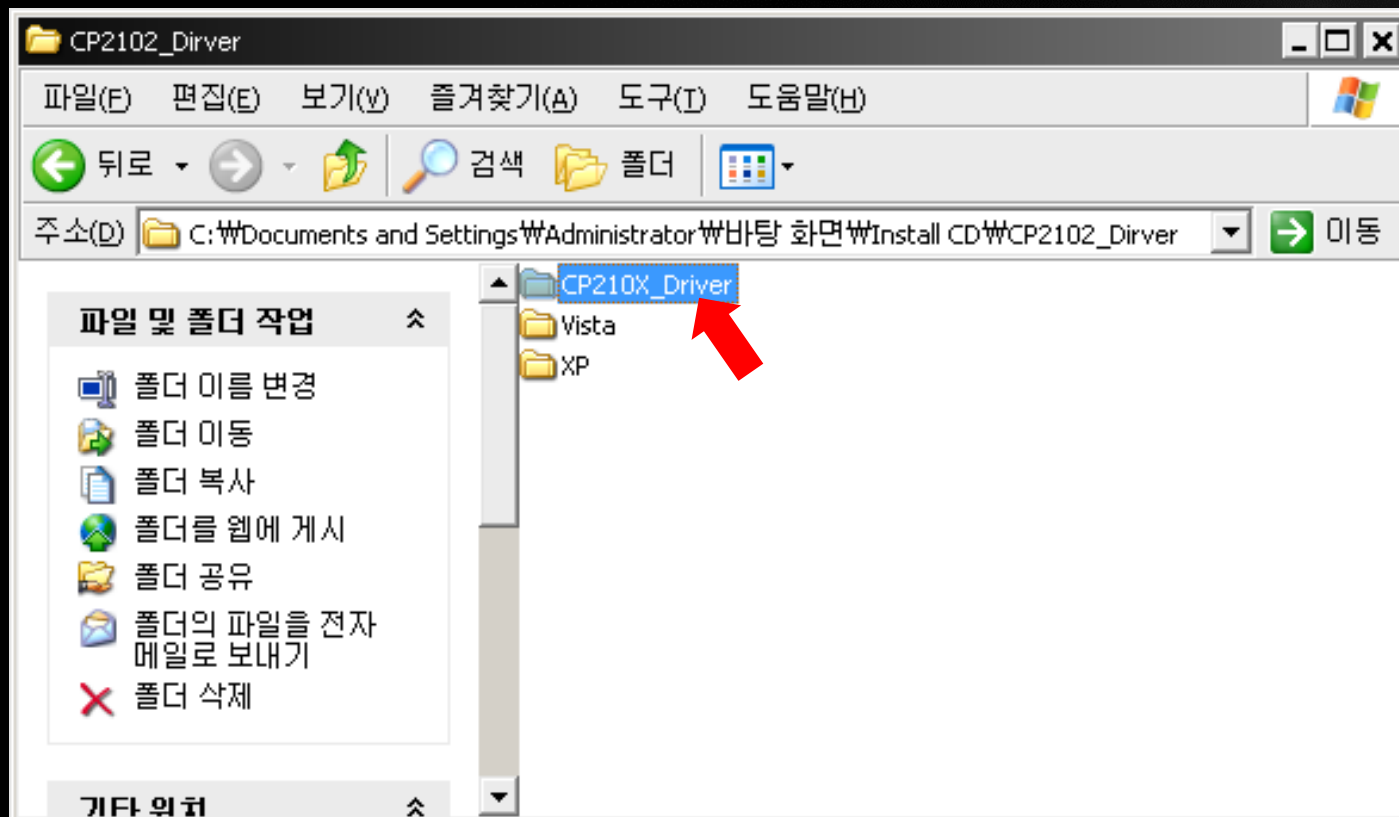 CP2102_Dirver
파일(F) 편집(E) 보기(V) 즐겨찾기(A) 도구(T) 도움말(H)
뒤로 검색 폴더
주소(D) C:₩Documents and Settings₩Administrator₩바탕 화면₩Install CD₩CP2102_Dirver 이동
파일 및 폴더 작업
폴더 이름 변경
폴더 이동
폴더 복사
폴더를 웹에 게시
폴더 공유
폴더의 파일을 전자
메일로 보내기
폴더 삭제
기타 위치
CP210X_Driver
Vista
XP